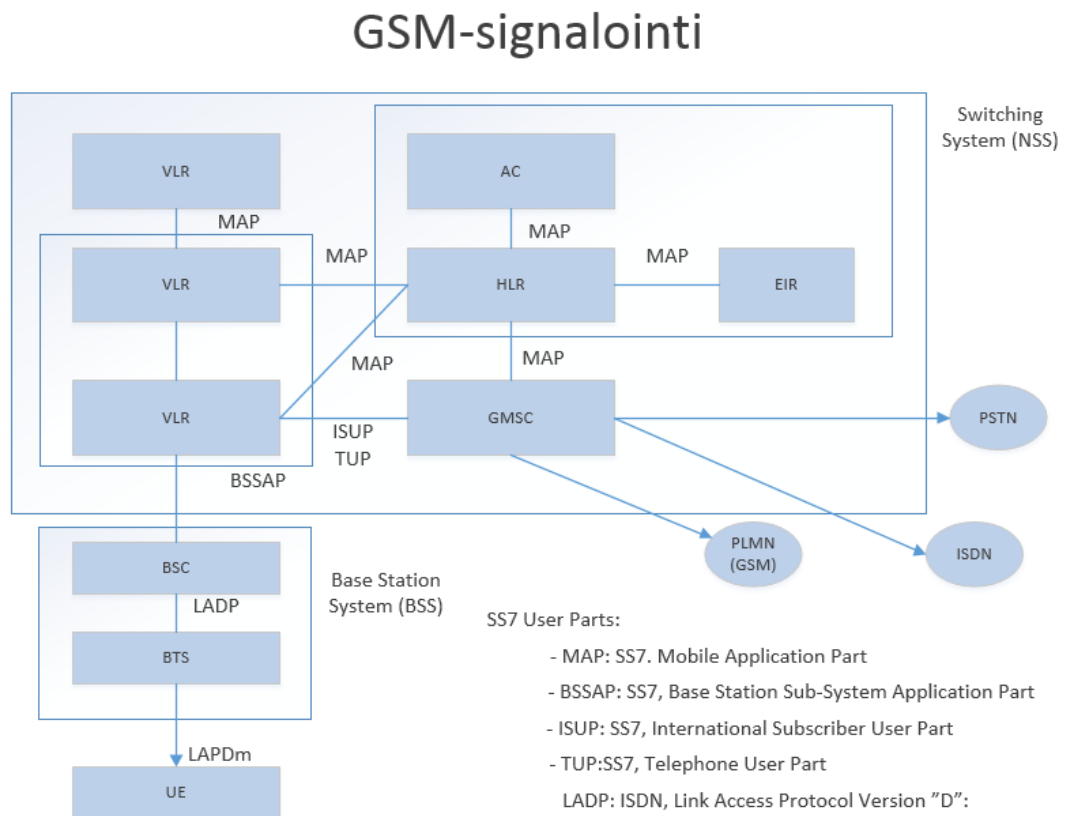 GSM-signalointi
Switching
System (NSS)
VLR
AC
MAP
MAP
MAP
MAP
VLR
HLR
EIR
MAP
MAP
VLR
GMSC
PSTN
ISUP
TUP
BSSAP
PLMN
(GSM)
ISDN
BSC
Base Station
System (BSS)
LADP
BTS
LAPDm
UE
SS7 User Parts:
- MAP: SS7. Mobile Application Part
- BSSAP: SS7, Base Station Sub-System Application Part
- ISUP: SS7, International Subscriber User Part
- TUP:SS7, Telephone User Part
LADP: ISDN, Link Access Protocol Version ”D”: